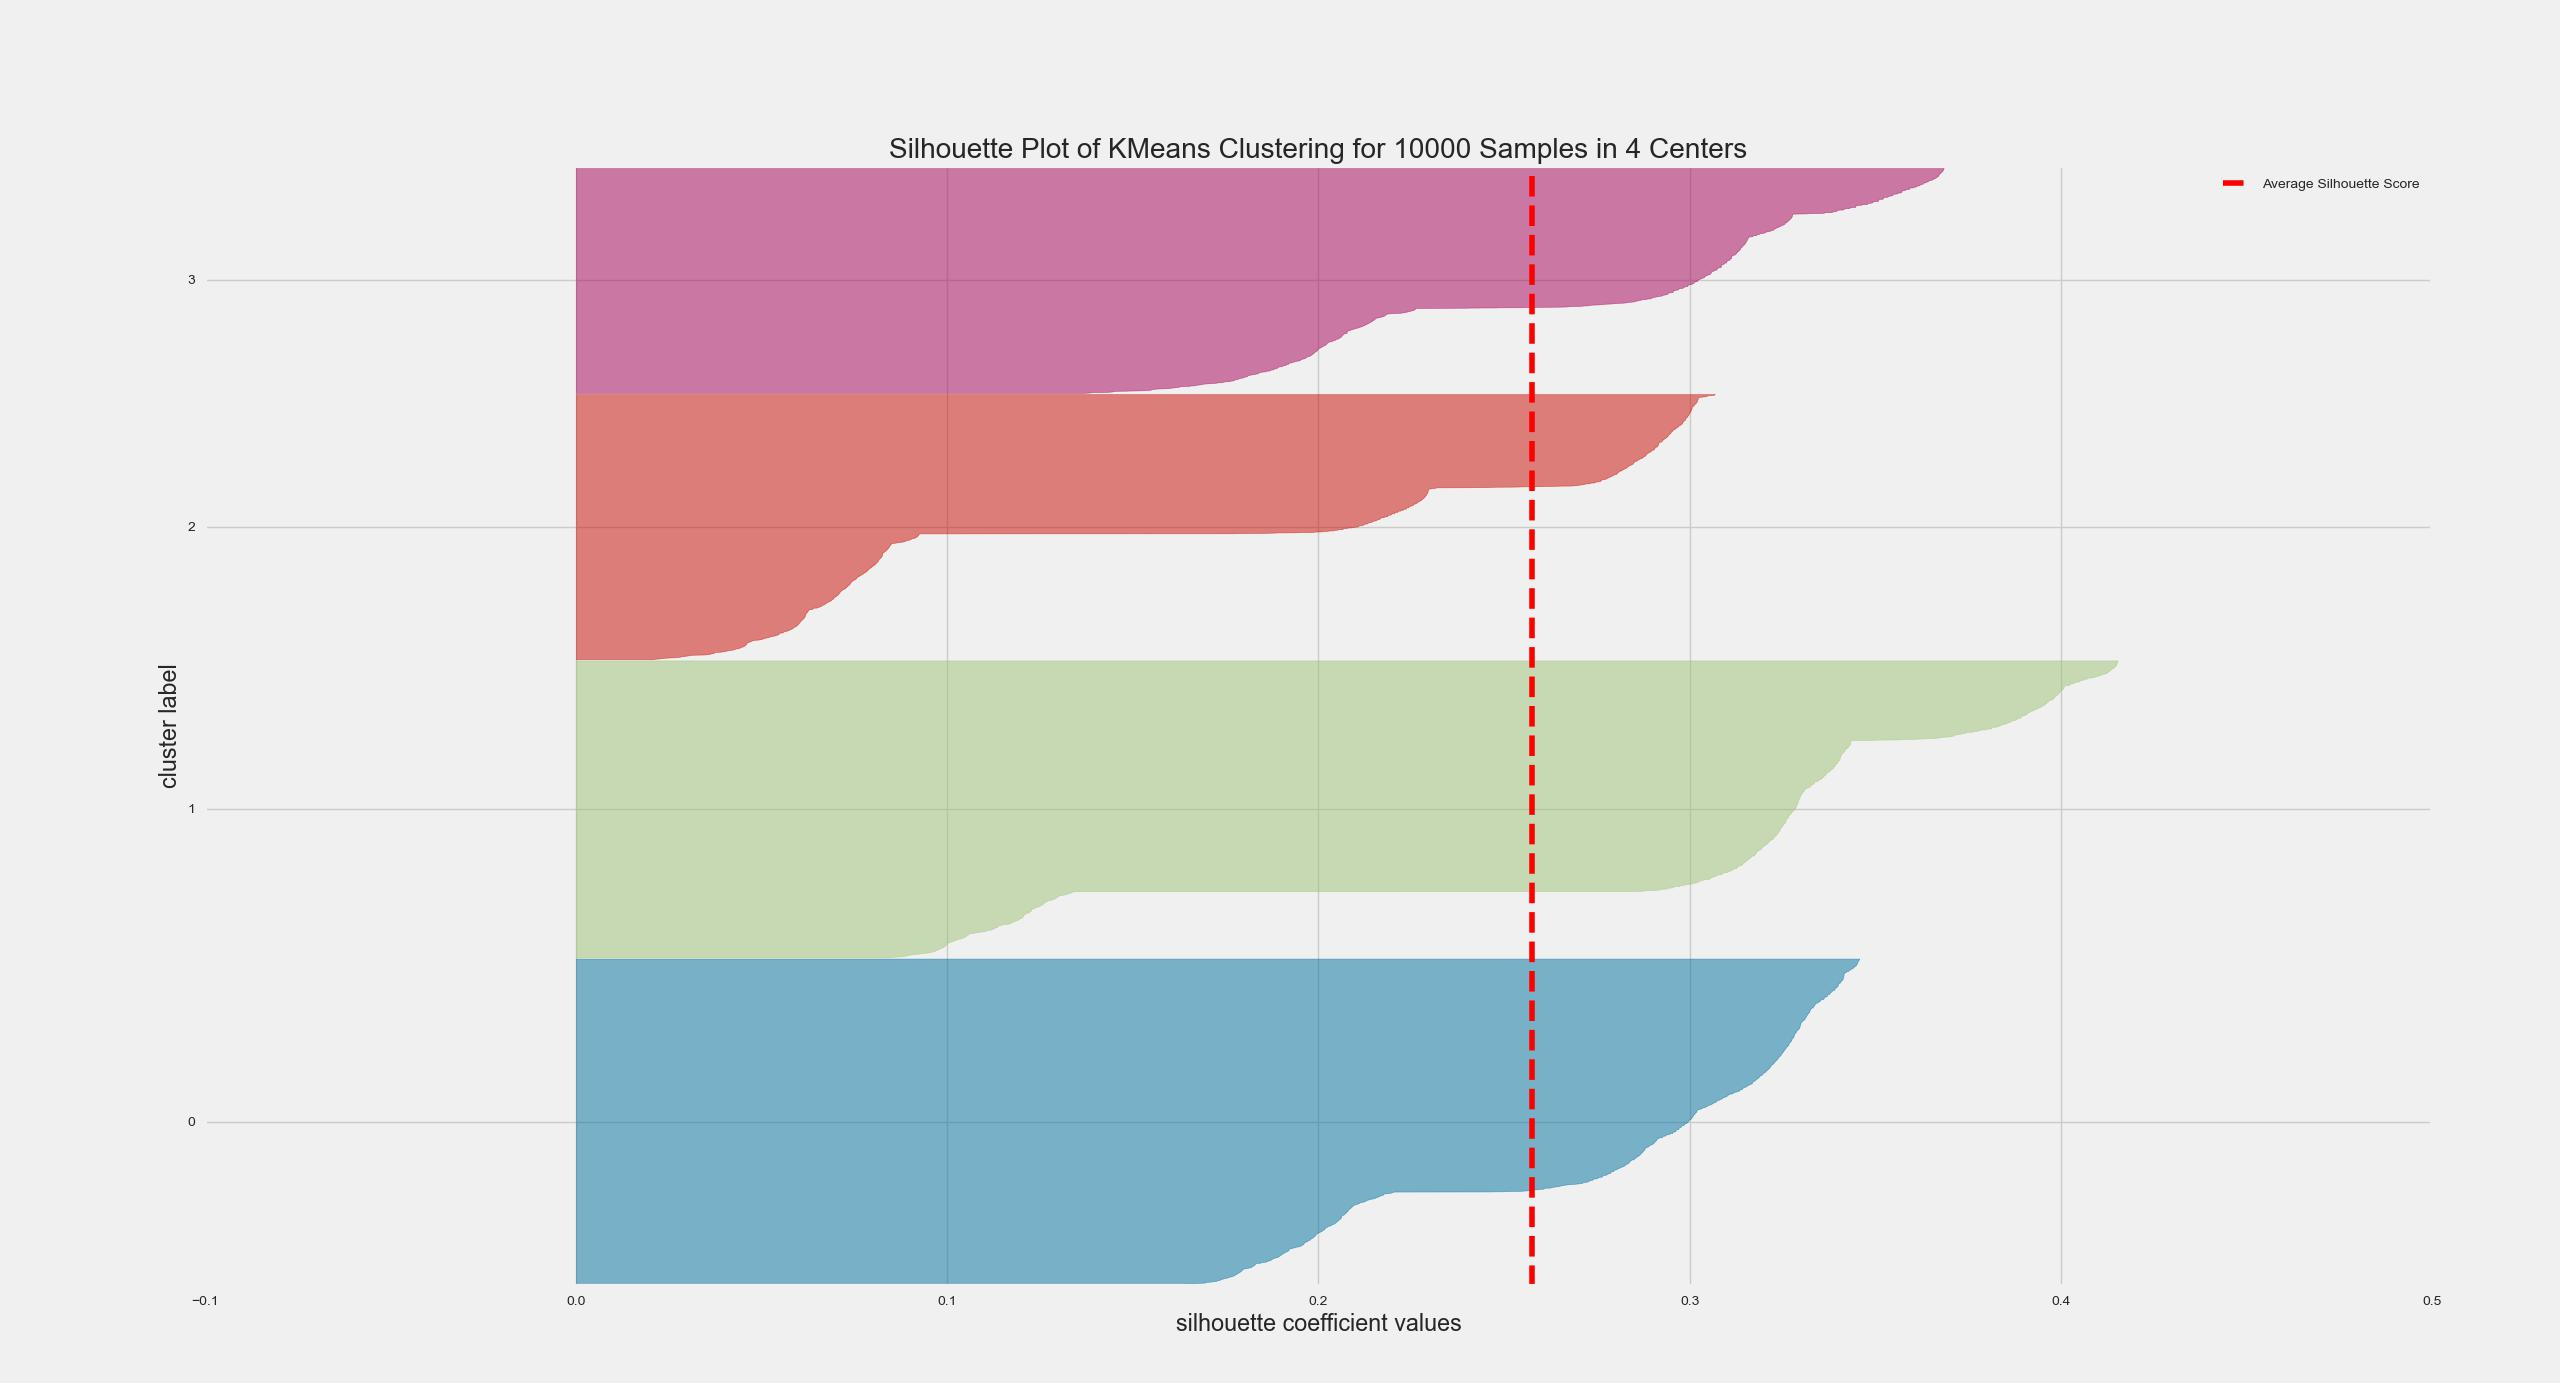 Silhouette Plot of KMeans Clustering for 10000 Samples in 4 Centers
Average Silhouette Score
3
2
1
0
cluster label
−0.1 0.0 0.1 0.2 0.3 0.4 0.5
silhouette coefficient values